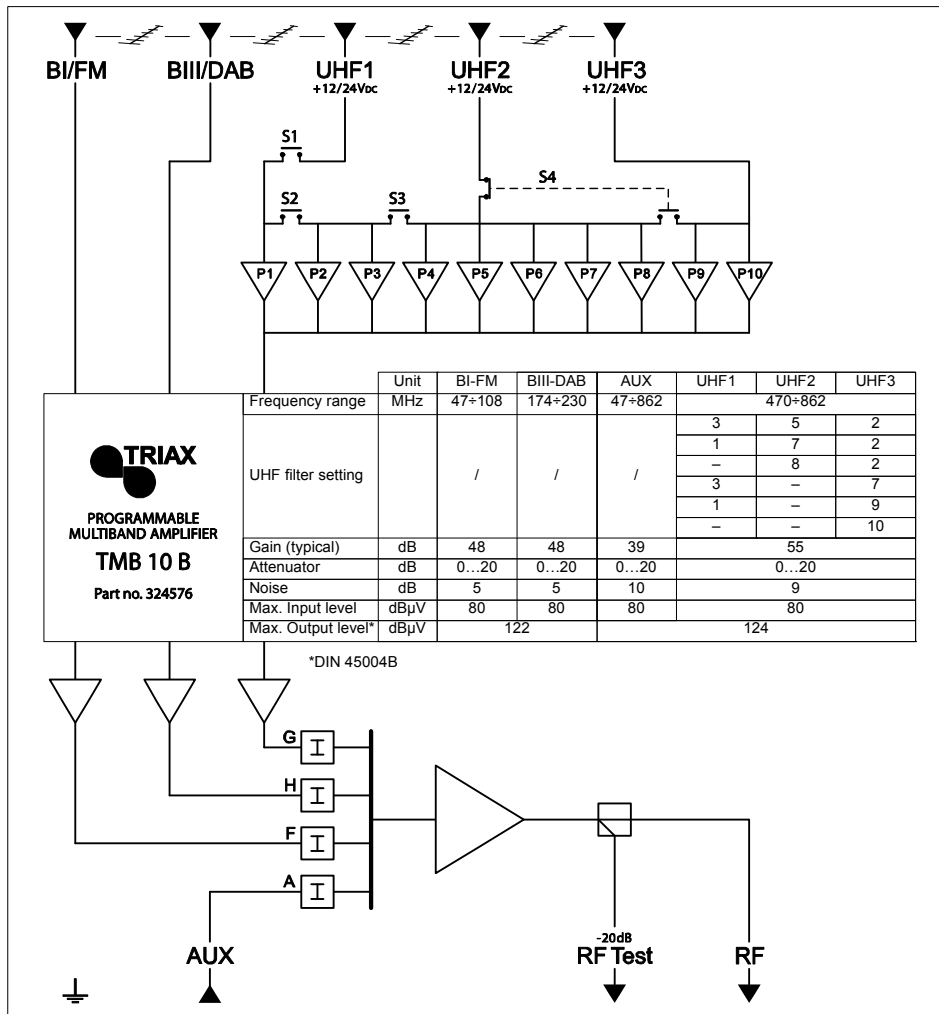 BI/FM BIII/DAB UHF1 UHF2 UHF3
+12/24VDC +12/24VDC +12/24VDC
S1
S4
S2 S3
P1 P2 P3 P4 P5 P6 P7 P8 P9 P10
Unit BI-FM BIII-DAB AUX UHF1 UHF2 UHF3
Frequency range MHz 47÷108 174÷230 47÷862 470÷862
UHF filter setting / / /
3 5 2
1 7 2
– 8 2
3 – 7
1 – 9
– – 10
Gain (typical) dB 48 48 39 55
Attenuator dB 0…20 0…20 0…20 0…20
Noise dB 5 5 10 9
Max. Input level dBµV 80 80 80 80
Max. Output level* dBµV 122 124
TRIAX
PROGRAMMABLE
MULTIBAND AMPLIFIER
TMB 10 B
Part no. 324576
*DIN 45004B
G
H
F
A
AUX
-20dB
RF Test
RF